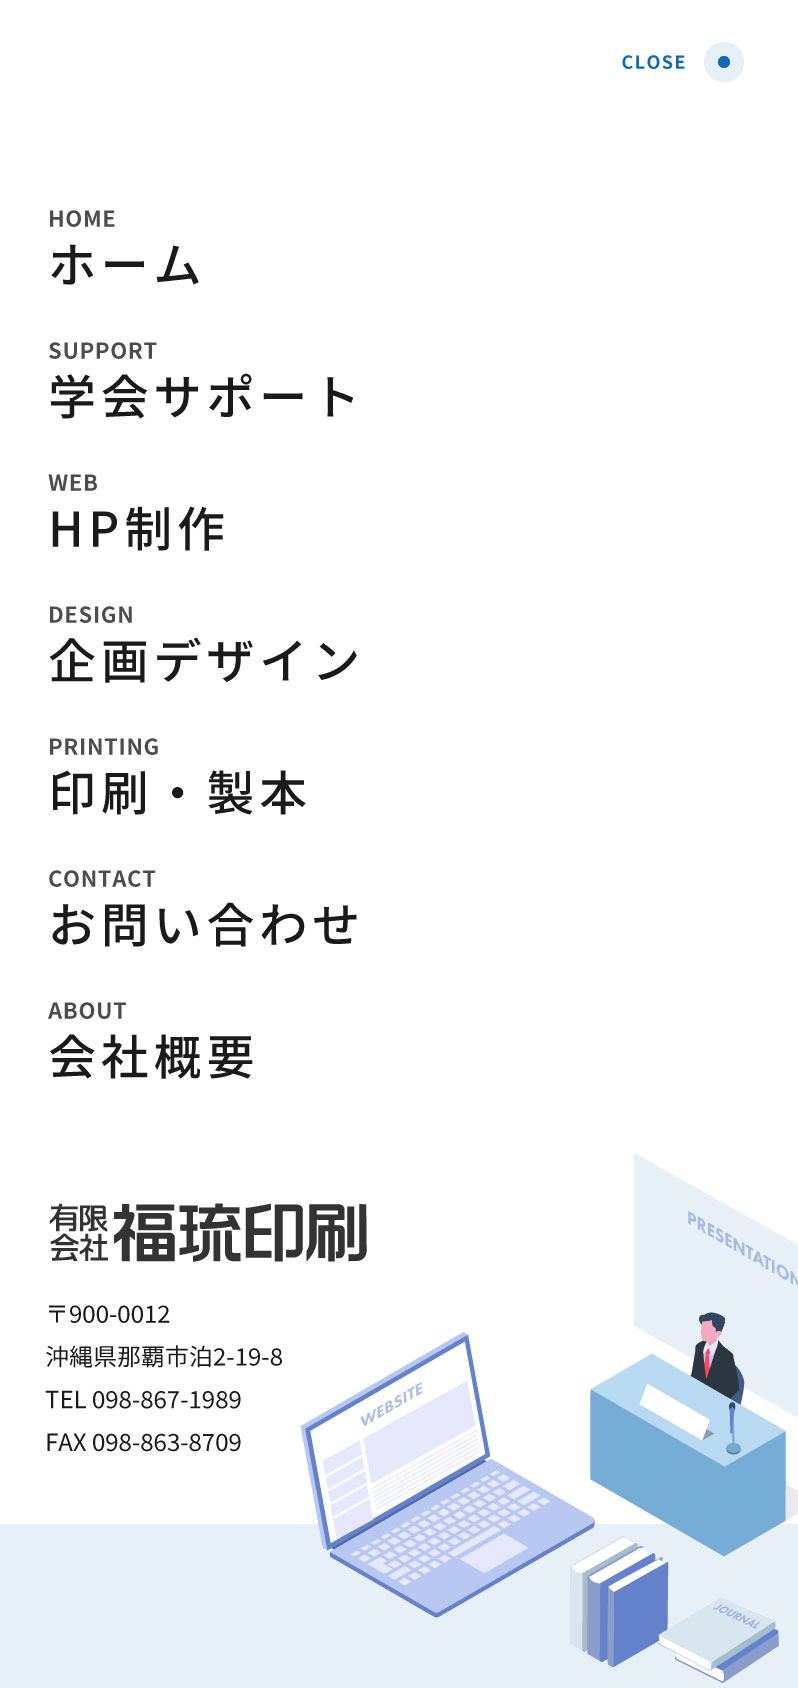 CLOSE
HOME
ホーム
SUPPORT
学会サポート
WEB
HP制作
DESIGN
企画デザイン
PRINTING
印刷・製本
CONTACT
お問い合わせ
ABOUT
会社概要
有限会社 福琉印刷
〒900-0012
沖縄県那覇市泊2-19-8
TEL 098-867-1989
FAX 098-863-8709
PRESENTATION
WEBSITE
JOURNAL